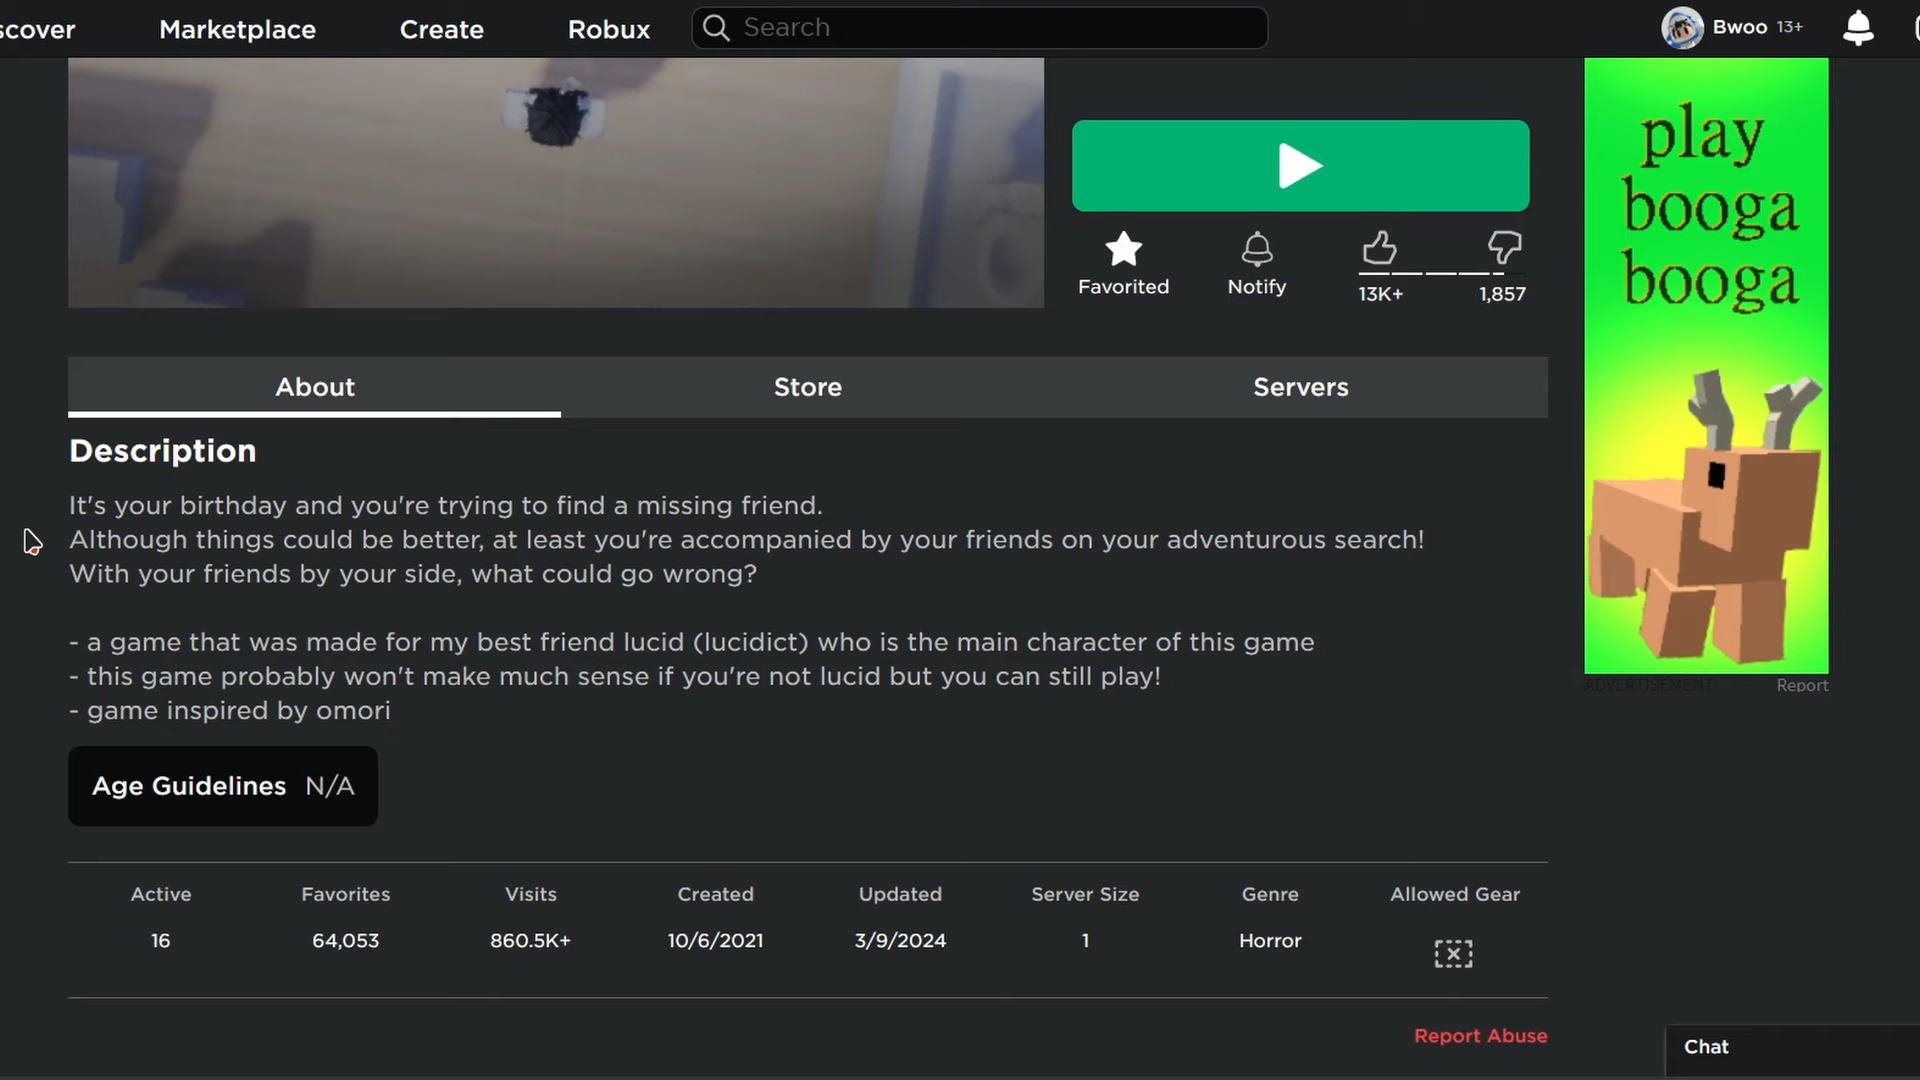 scover Marketplace Create Robux Search Bwoo 13+
play
booga
booga
Favorited Notify 13K+ 1,857
About Store Servers
Description
It's your birthday and you're trying to find a missing friend.
Although things could be better, at least you're accompanied by your friends on your adventurous search!
With your friends by your side, what could go wrong?
- a game that was made for my best friend lucid (lucidict) who is the main character of this game
- this game probably won't make much sense if you're not lucid but you can still play!
- game inspired by omori
ADVERTISEMENT Report
Age Guidelines N/A
Active Favorites Visits Created Updated Server Size Genre Allowed Gear
16 64,053 860.5K+ 10/6/2021 3/9/2024 1 Horror
Report Abuse
Chat